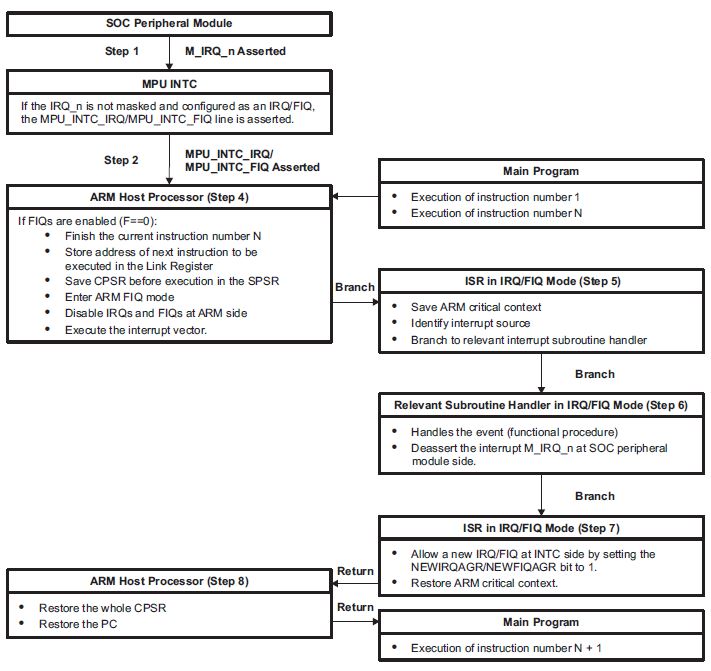 SOC Peripheral Module
Step 1
M_IRQ_n Asserted
MPU INTC
If the IRQ_n is not masked and configured as an IRQ/FIQ,
the MPU_INTC_IRQ/MPU_INTC_FIQ line is asserted.
Step 2
MPU_INTC_IRQ/
MPU_INTC_FIQ Asserted
Main Program
• Execution of instruction number 1
• Execution of instruction number N
ARM Host Processor (Step 4)
If FIQs are enabled (F==0):
• Finish the current instruction number N
• Store address of next instruction to be
executed in the Link Register
• Save CPSR before execution in the SPSR
• Enter ARM FIQ mode
• Disable IRQs and FIQs at ARM side
• Execute the interrupt vector.
Branch
ISR in IRQ/FIQ Mode (Step 5)
• Save ARM critical context
• Identify interrupt source
• Branch to relevant interrupt subroutine handler
Branch
Relevant Subroutine Handler in IRQ/FIQ Mode (Step 6)
• Handles the event (functional procedure)
• Deassert the interrupt M_IRQ_n at SOC peripheral
module side.
Branch
ISR in IRQ/FIQ Mode (Step 7)
• Allow a new IRQ/FIQ at INTC side by setting the
NEWIRQAGR/NEWFIQAGR bit to 1.
• Restore ARM critical context.
Return
ARM Host Processor (Step 8)
• Restore the whole CPSR
• Restore the PC
Return
Main Program
• Execution of instruction number N + 1